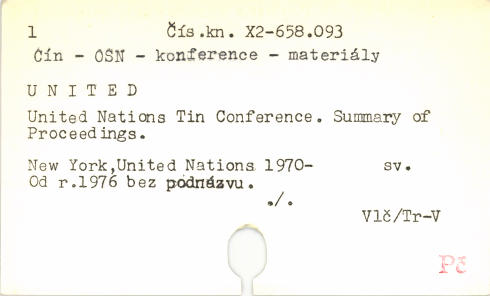 1 Čís.kn. X2-658.093
Cín - OSN - konference - materiály
U N I T E D
United Nations Tin Conference. Summary of
Proceedings.
New York,United Nations 1970- sv.
Od r.1976 bez podnázvu.
./.
Vlč/Tr-V
Pč